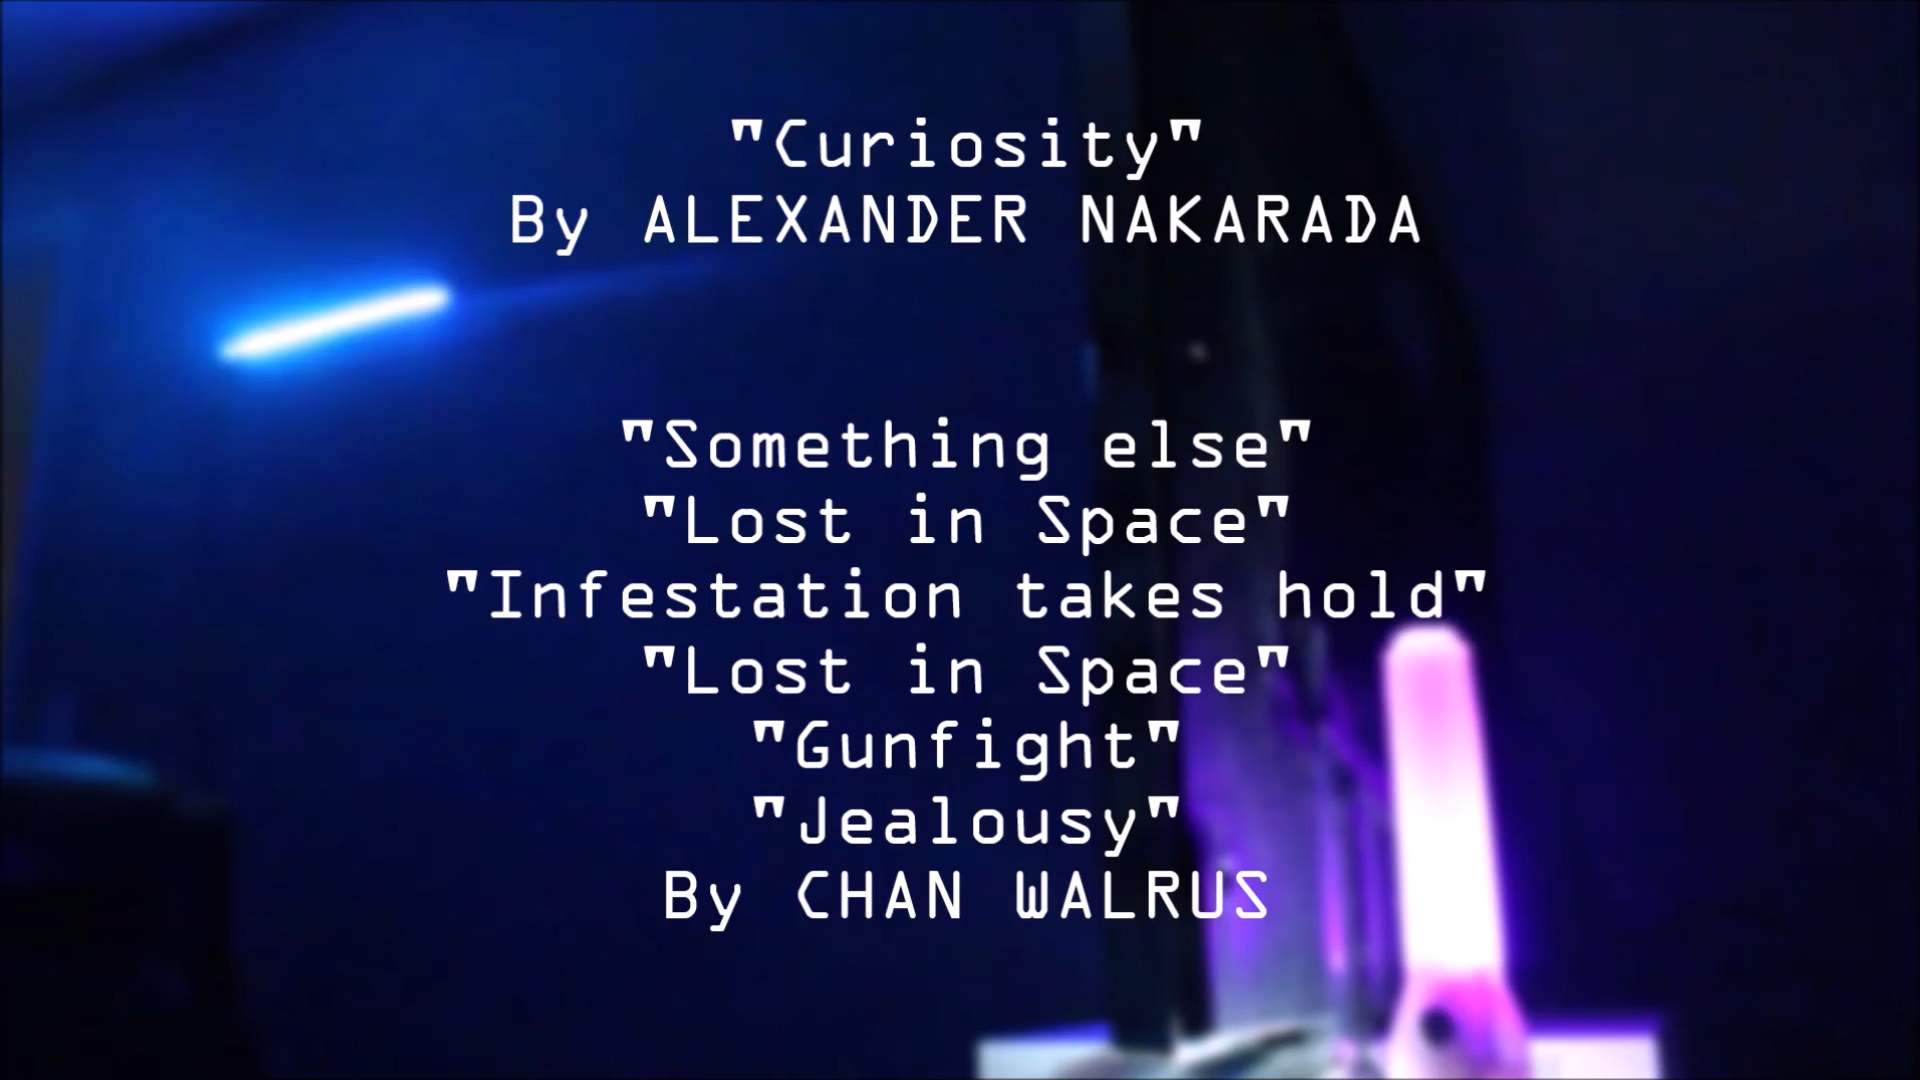 "Curiosity"
By ALEXANDER NAKARADA
"Something else"
"Lost in Space"
"Infestation takes hold"
"Lost in Space"
"Gunfight"
"Jealousy"
By CHAN WALRUS